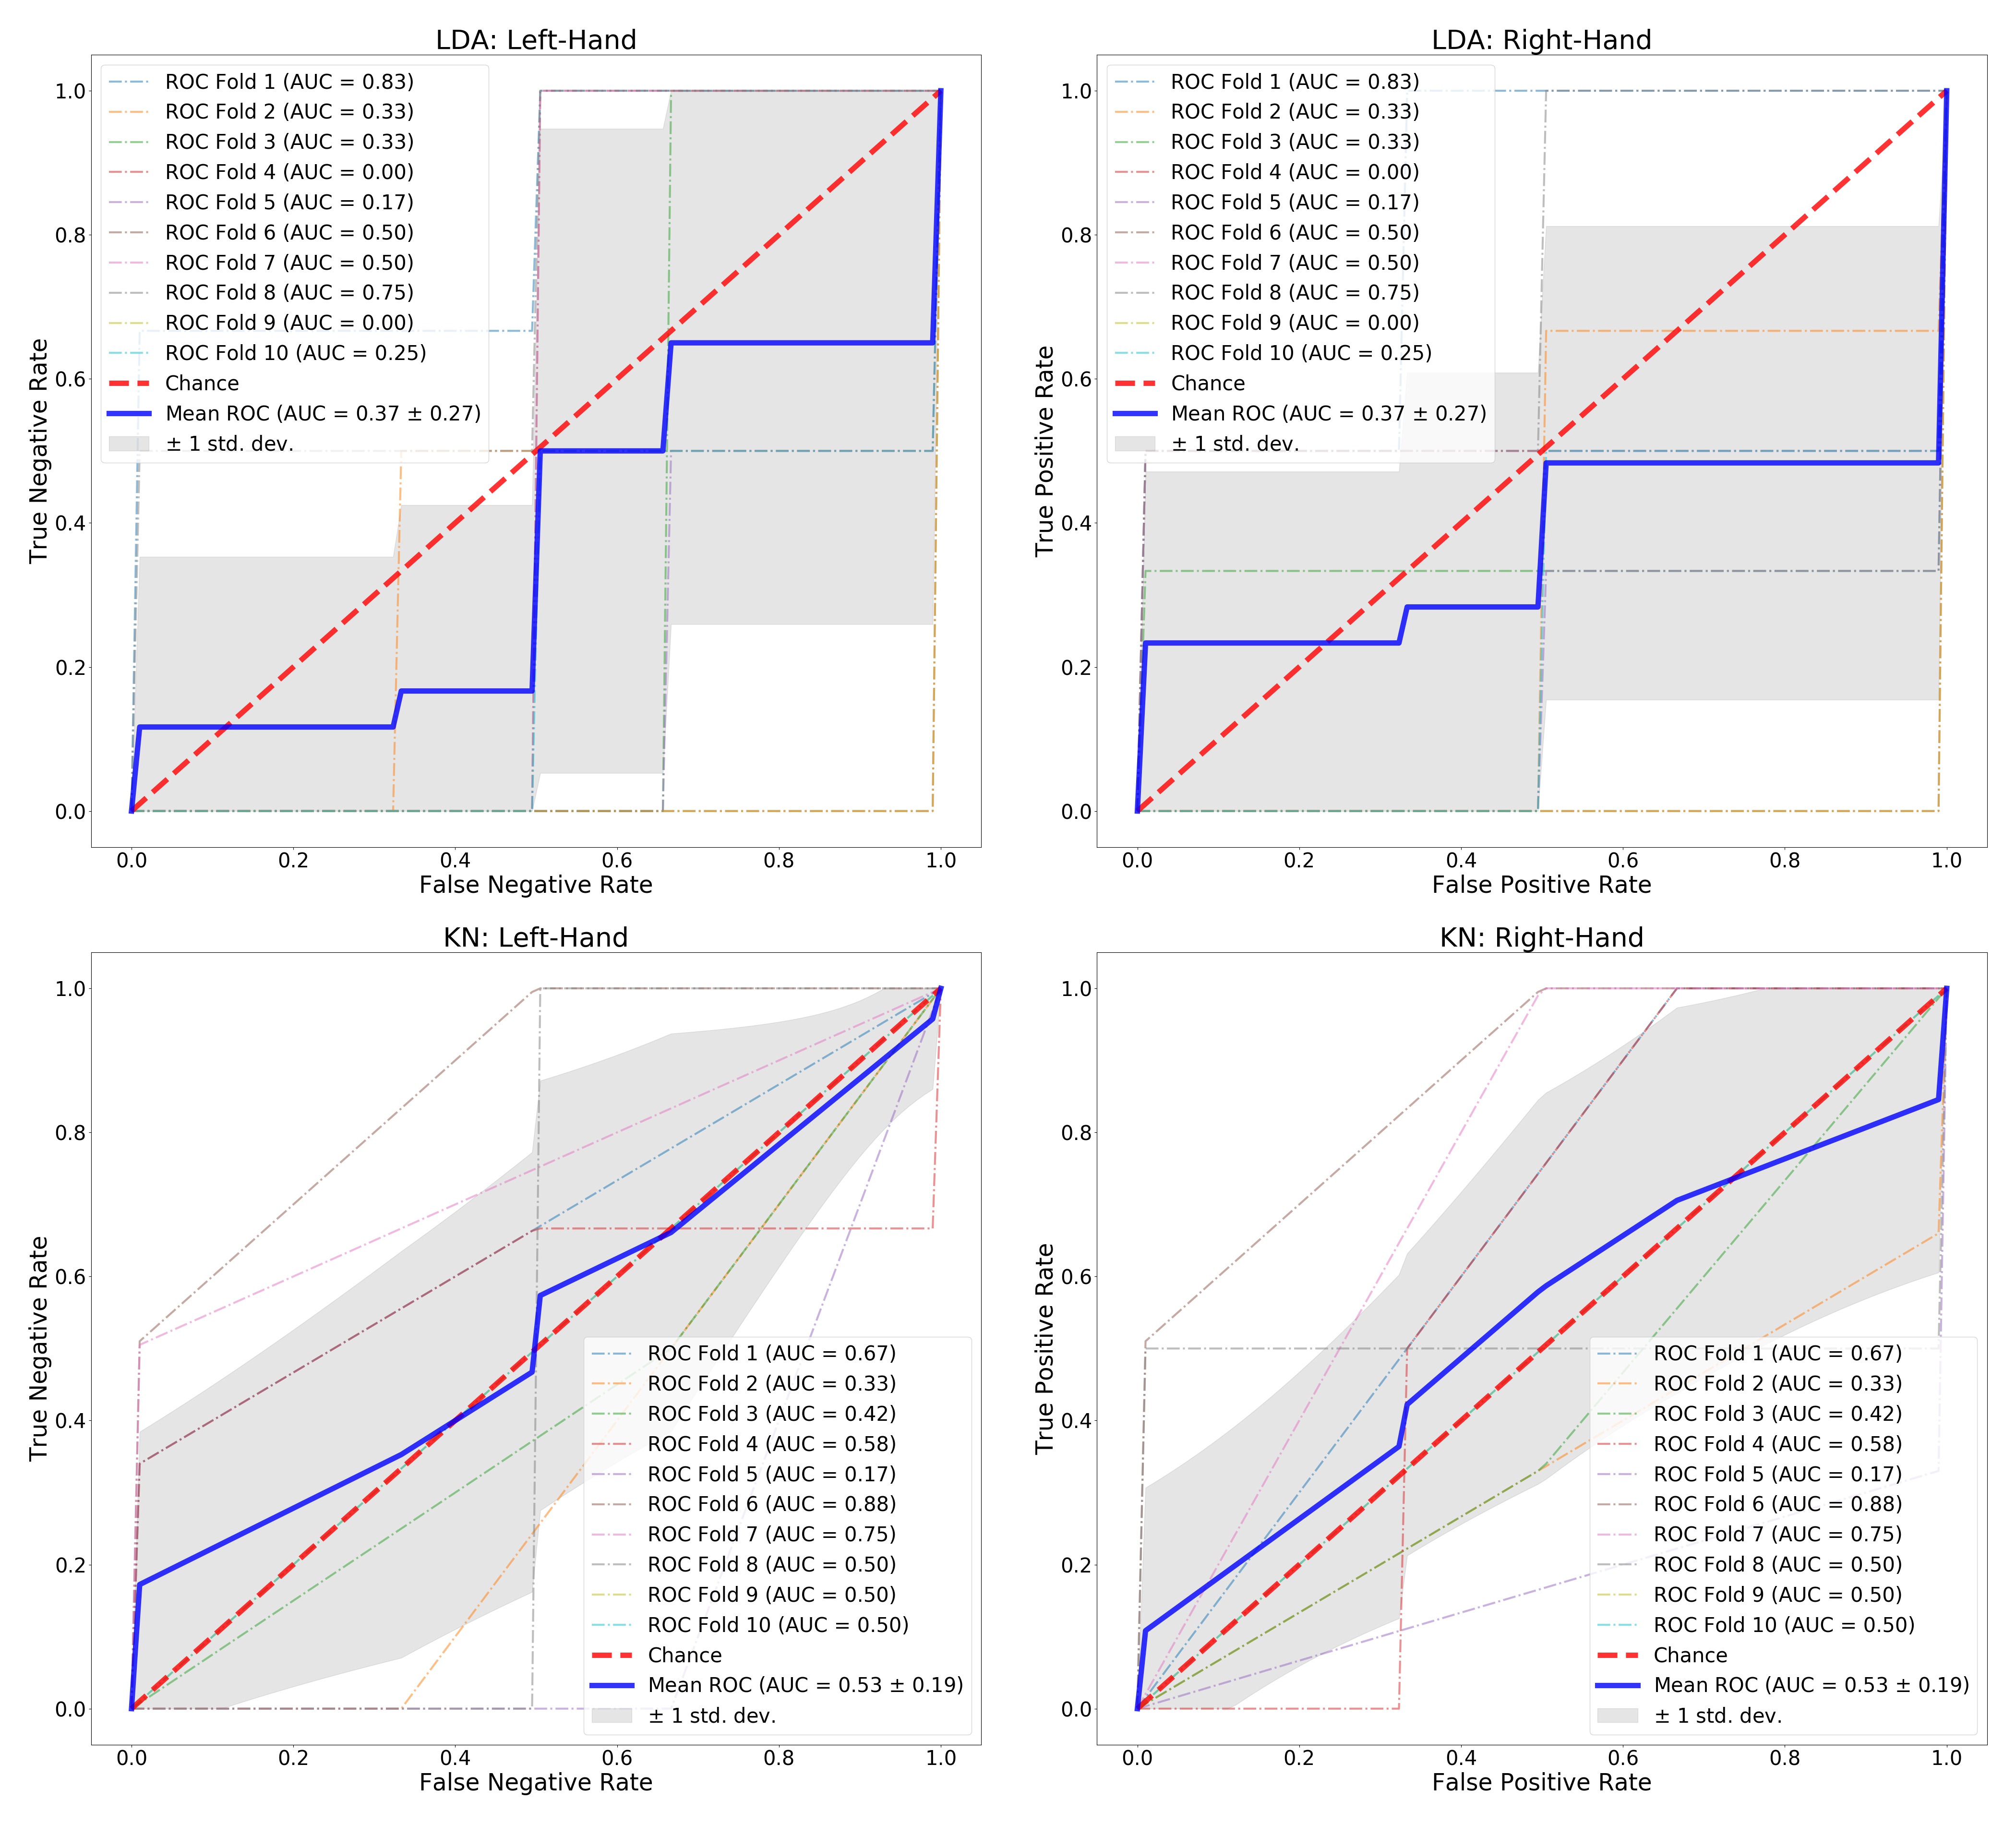 LDA: Left-Hand
True Negative Rate
1.0
0.8
0.6
0.4
0.2
0.0
ROC Fold 1 (AUC = 0.83)
ROC Fold 2 (AUC = 0.33)
ROC Fold 3 (AUC = 0.33)
ROC Fold 4 (AUC = 0.00)
ROC Fold 5 (AUC = 0.17)
ROC Fold 6 (AUC = 0.50)
ROC Fold 7 (AUC = 0.50)
ROC Fold 8 (AUC = 0.75)
ROC Fold 9 (AUC = 0.00)
ROC Fold 10 (AUC = 0.25)
Chance
Mean ROC (AUC = 0.37 ± 0.27)
± 1 std. dev.
0.0 0.2 0.4 0.6 0.8 1.0
False Negative Rate
LDA: Right-Hand
True Positive Rate
1.0
0.8
0.6
0.4
0.2
0.0
ROC Fold 1 (AUC = 0.83)
ROC Fold 2 (AUC = 0.33)
ROC Fold 3 (AUC = 0.33)
ROC Fold 4 (AUC = 0.00)
ROC Fold 5 (AUC = 0.17)
ROC Fold 6 (AUC = 0.50)
ROC Fold 7 (AUC = 0.50)
ROC Fold 8 (AUC = 0.75)
ROC Fold 9 (AUC = 0.00)
ROC Fold 10 (AUC = 0.25)
Chance
Mean ROC (AUC = 0.37 ± 0.27)
± 1 std. dev.
0.0 0.2 0.4 0.6 0.8 1.0
False Positive Rate
KN: Left-Hand
True Negative Rate
1.0
0.8
0.6
0.4
0.2
0.0
ROC Fold 1 (AUC = 0.67)
ROC Fold 2 (AUC = 0.33)
ROC Fold 3 (AUC = 0.42)
ROC Fold 4 (AUC = 0.58)
ROC Fold 5 (AUC = 0.17)
ROC Fold 6 (AUC = 0.88)
ROC Fold 7 (AUC = 0.75)
ROC Fold 8 (AUC = 0.50)
ROC Fold 9 (AUC = 0.50)
ROC Fold 10 (AUC = 0.50)
Chance
Mean ROC (AUC = 0.53 ± 0.19)
± 1 std. dev.
0.0 0.2 0.4 0.6 0.8 1.0
False Negative Rate
KN: Right-Hand
True Positive Rate
1.0
0.8
0.6
0.4
0.2
0.0
ROC Fold 1 (AUC = 0.67)
ROC Fold 2 (AUC = 0.33)
ROC Fold 3 (AUC = 0.42)
ROC Fold 4 (AUC = 0.58)
ROC Fold 5 (AUC = 0.17)
ROC Fold 6 (AUC = 0.88)
ROC Fold 7 (AUC = 0.75)
ROC Fold 8 (AUC = 0.50)
ROC Fold 9 (AUC = 0.50)
ROC Fold 10 (AUC = 0.50)
Chance
Mean ROC (AUC = 0.53 ± 0.19)
± 1 std. dev.
0.0 0.2 0.4 0.6 0.8 1.0
False Positive Rate